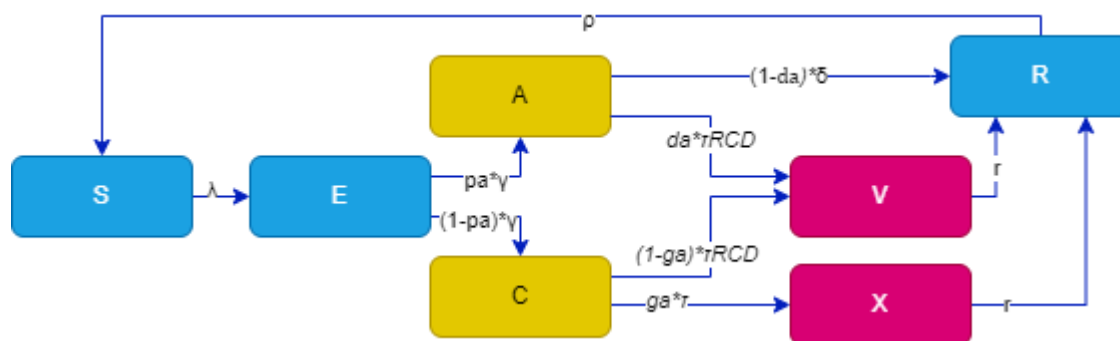 ρ
R
A
(1-da)*δ
da*τRCD
S
λ
E
pa*γ
(1-pa)*γ
V
r
(1-ga)*τRCD
C
ga*τ
X
r